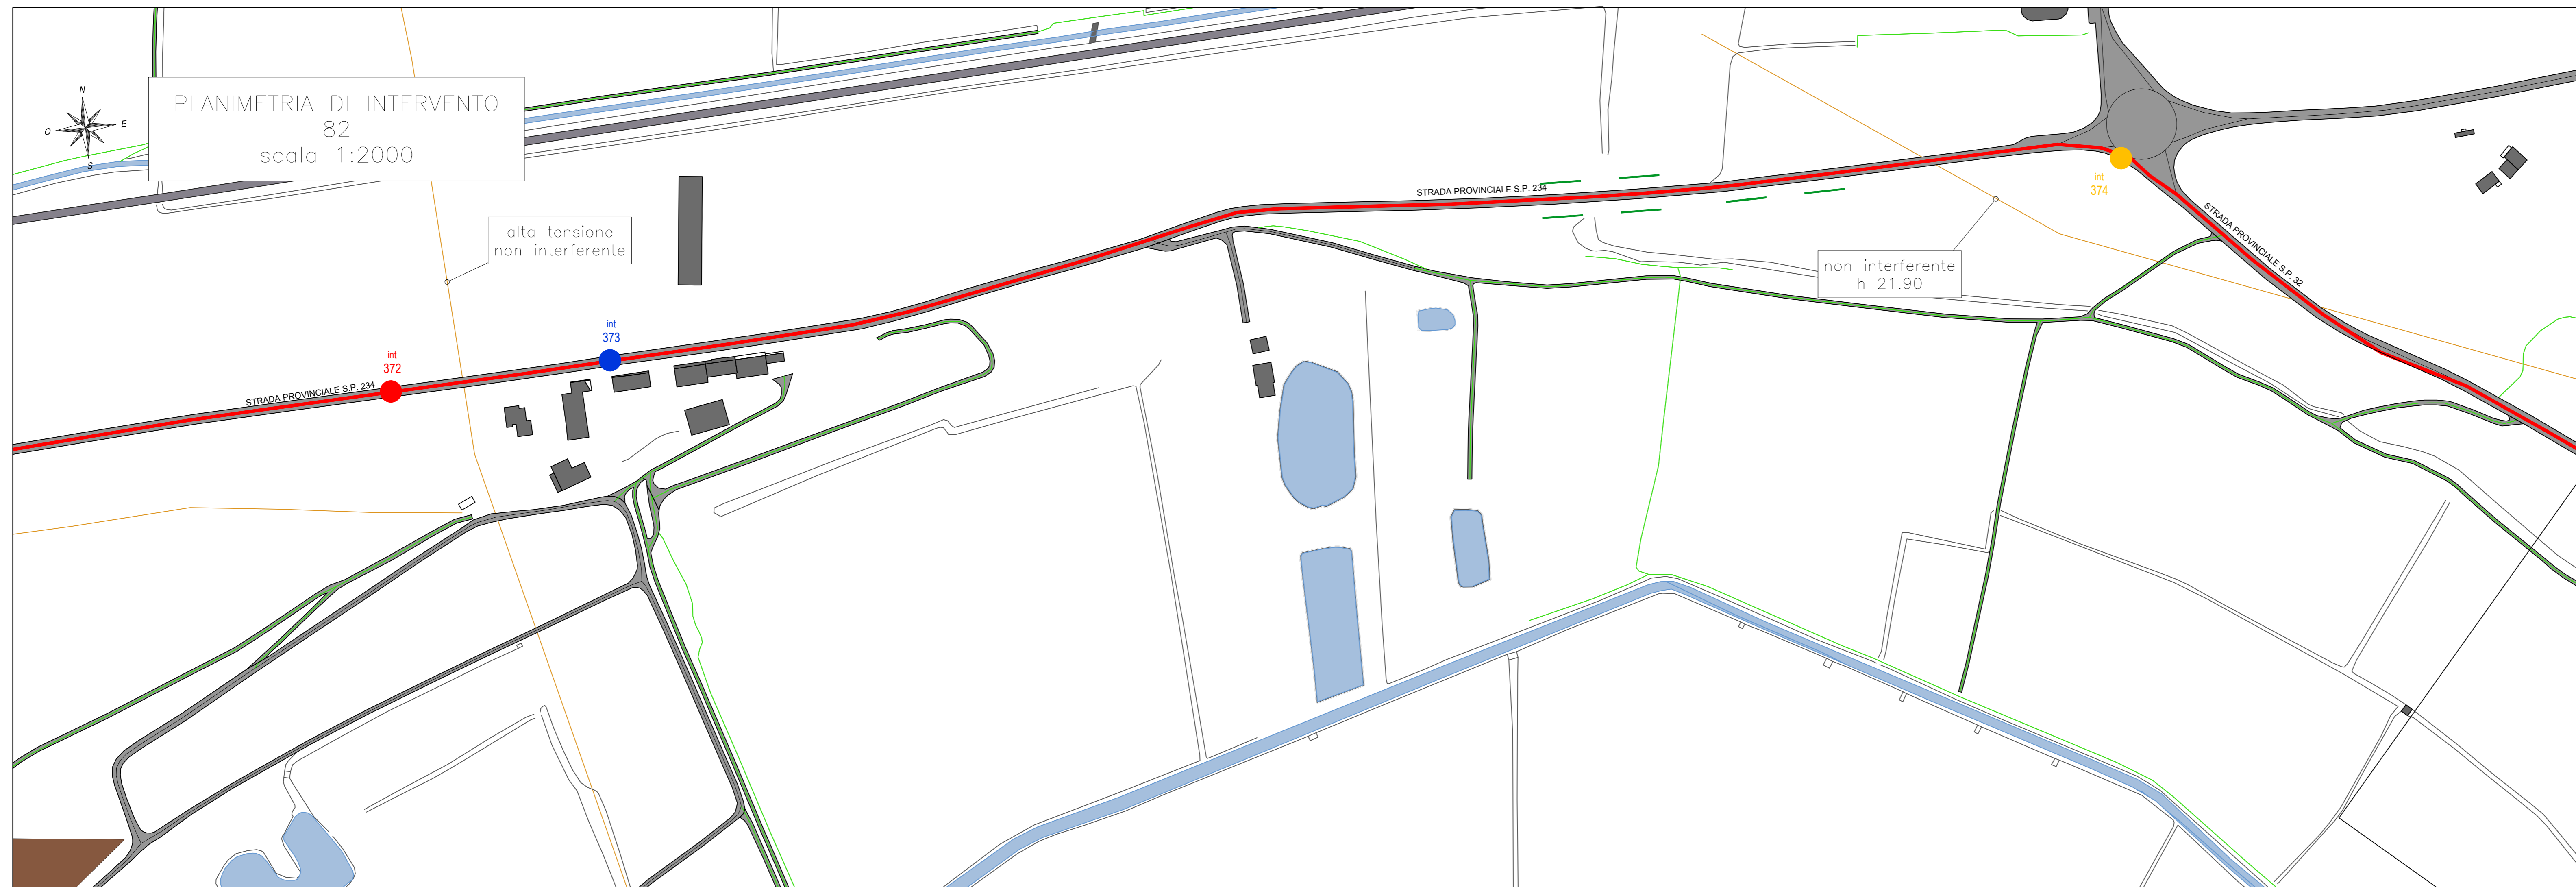 N
O
E
S
PLANIMETRIA DI INTERVENTO
82
scala 1:2000
alta tensione
non interferente
int
372
STRADA PROVINCIALE S.P. 234
int
373
STRADA PROVINCIALE S.P. 234
int
374
STRADA PROVINCIALE S.P. 32
non interferente
h 21.90